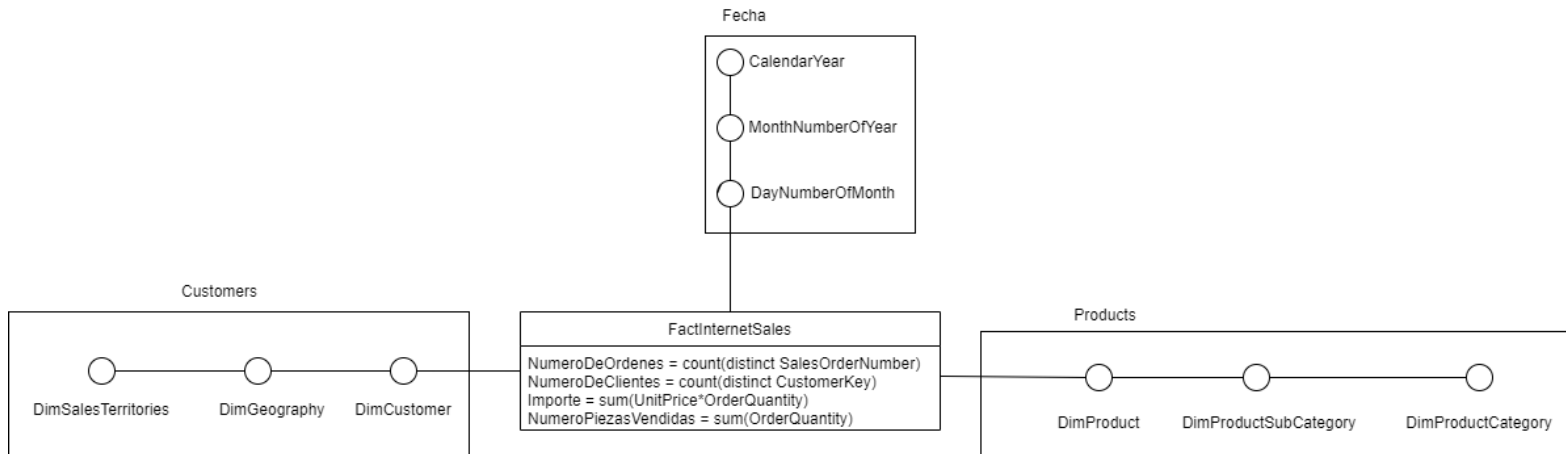 Fecha
CalendarYear
MonthNumberOfYear
DayNumberOfMonth
Customers
DimSalesTerritories
DimGeography
DimCustomer
FactInternetSales
NumeroDeOrdenes = count(distinct SalesOrderNumber)
NumeroDeClientes = count(distinct CustomerKey)
Importe = sum(UnitPrice*OrderQuantity)
NumeroPiezasVendidas = sum(OrderQuantity)
Products
DimProduct
DimProductSubCategory
DimProductCategory